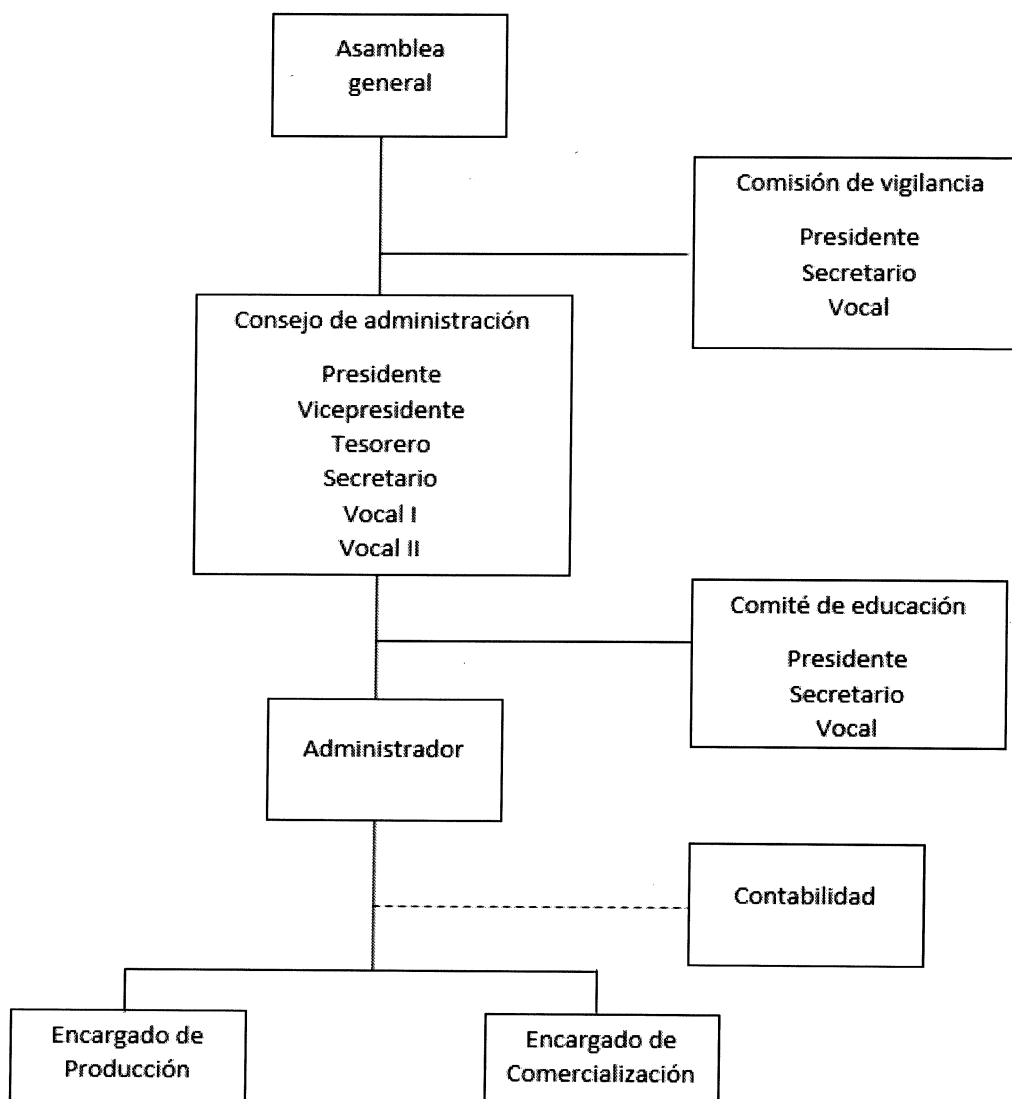 Asamblea
general
Comisión de vigilancia
Presidente
Secretario
Vocal
Consejo de administración
Presidente
Vicepresidente
Tesorero
Secretario
Vocal I
Vocal II
Comité de educación
Presidente
Secretario
Vocal
Administrador
Contabilidad
Encargado de
Producción
Encargado de
Comercialización